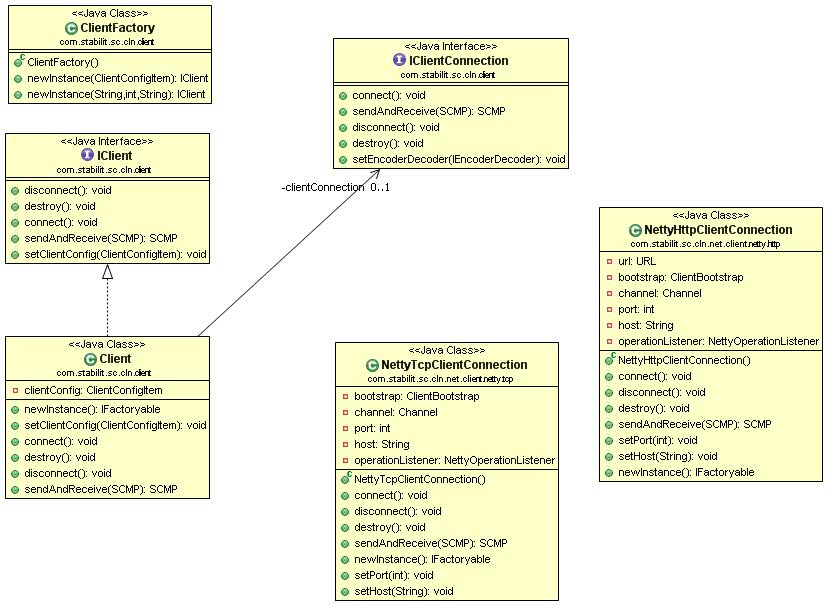 <<Java Class>>
ClientFactory
com.stabilit.sc.cln.client
ClientFactory()
newInstance(ClientConfigItem): IClient
newInstance(String,int,String): IClient
<<Java Interface>>
IClient
com.stabilit.sc.cln.client
disconnect(): void
destroy(): void
connect(): void
sendAndReceive(SCMP): SCMP
setClientConfig(ClientConfigItem): void
<<Java Class>>
Client
com.stabilit.sc.cln.client
clientConfig: ClientConfigItem
newInstance(): IFactoryable
setClientConfig(ClientConfigItem): void
connect(): void
destroy(): void
disconnect(): void
sendAndReceive(SCMP): SCMP
<<Java Interface>>
IClientConnection
com.stabilit.sc.cln.client
connect(): void
sendAndReceive(SCMP): SCMP
disconnect(): void
destroy(): void
setEncoderDecoder(IEncoderDecoder): void
-clientConnection 0..1
<<Java Class>>
NettyTcpClientConnection
com.stabilit.sc.cln.net.client.netty.tcp
bootstrap: ClientBootstrap
channel: Channel
port: int
host: String
operationListener: NettyOperationListener
NettyTcpClientConnection()
connect(): void
disconnect(): void
destroy(): void
sendAndReceive(SCMP): SCMP
newInstance(): IFactoryable
setPort(int): void
setHost(String): void
<<Java Class>>
NettyHttpClientConnection
com.stabilit.sc.cln.net.client.netty.http
url: URL
bootstrap: ClientBootstrap
channel: Channel
port: int
host: String
operationListener: NettyOperationListener
NettyHttpClientConnection()
connect(): void
disconnect(): void
destroy(): void
sendAndReceive(SCMP): SCMP
setPort(int): void
setHost(String): void
newInstance(): IFactoryable